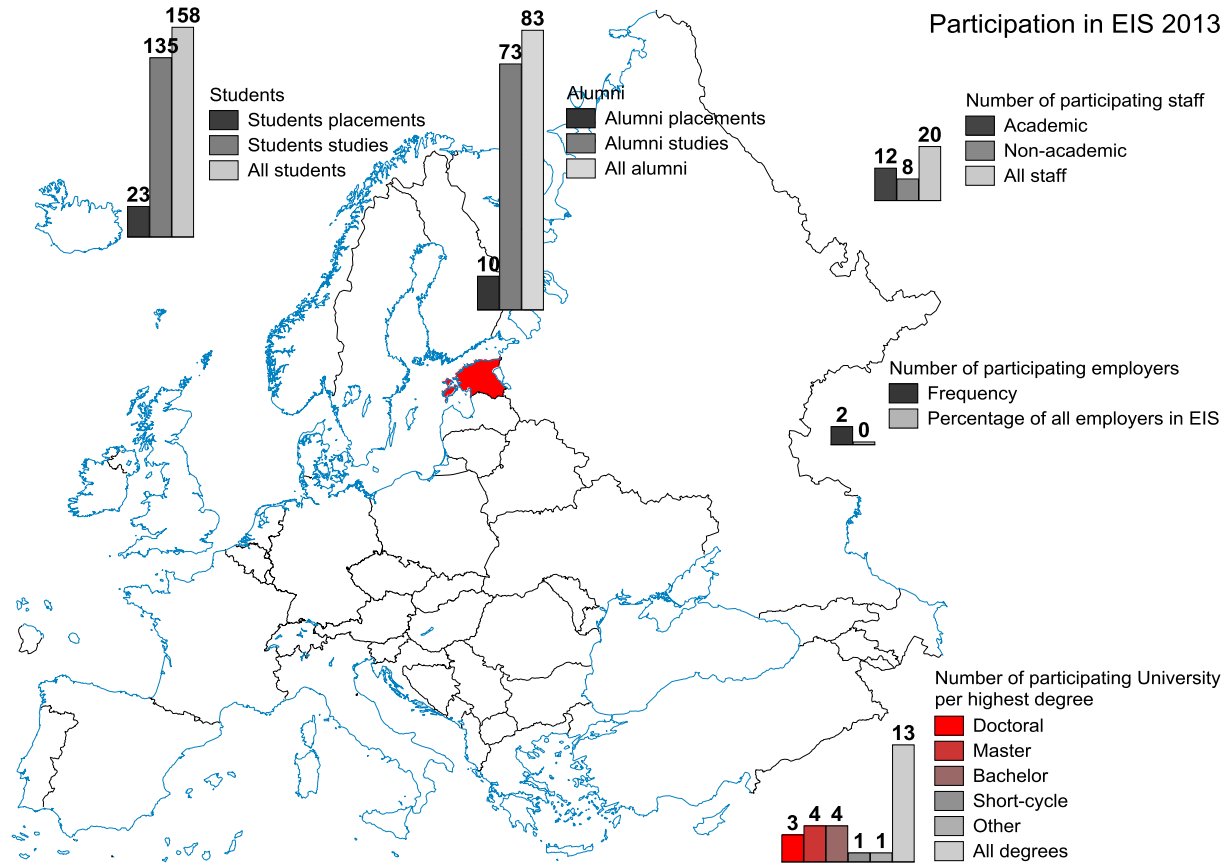 Participation in EIS 2013
158
135
23
Students
Students placements
Students studies
All students
83
73
10
Alumni
Alumni placements
Alumni studies
All alumni
Number of participating staff
Academic
Non-academic
All staff
12
8
20
Number of participating employers
Frequency
Percentage of all employers in EIS
2
0
Number of participating University
per highest degree
Doctoral
Master
Bachelor
Short-cycle
Other
All degrees
3
4
4
1
1
13